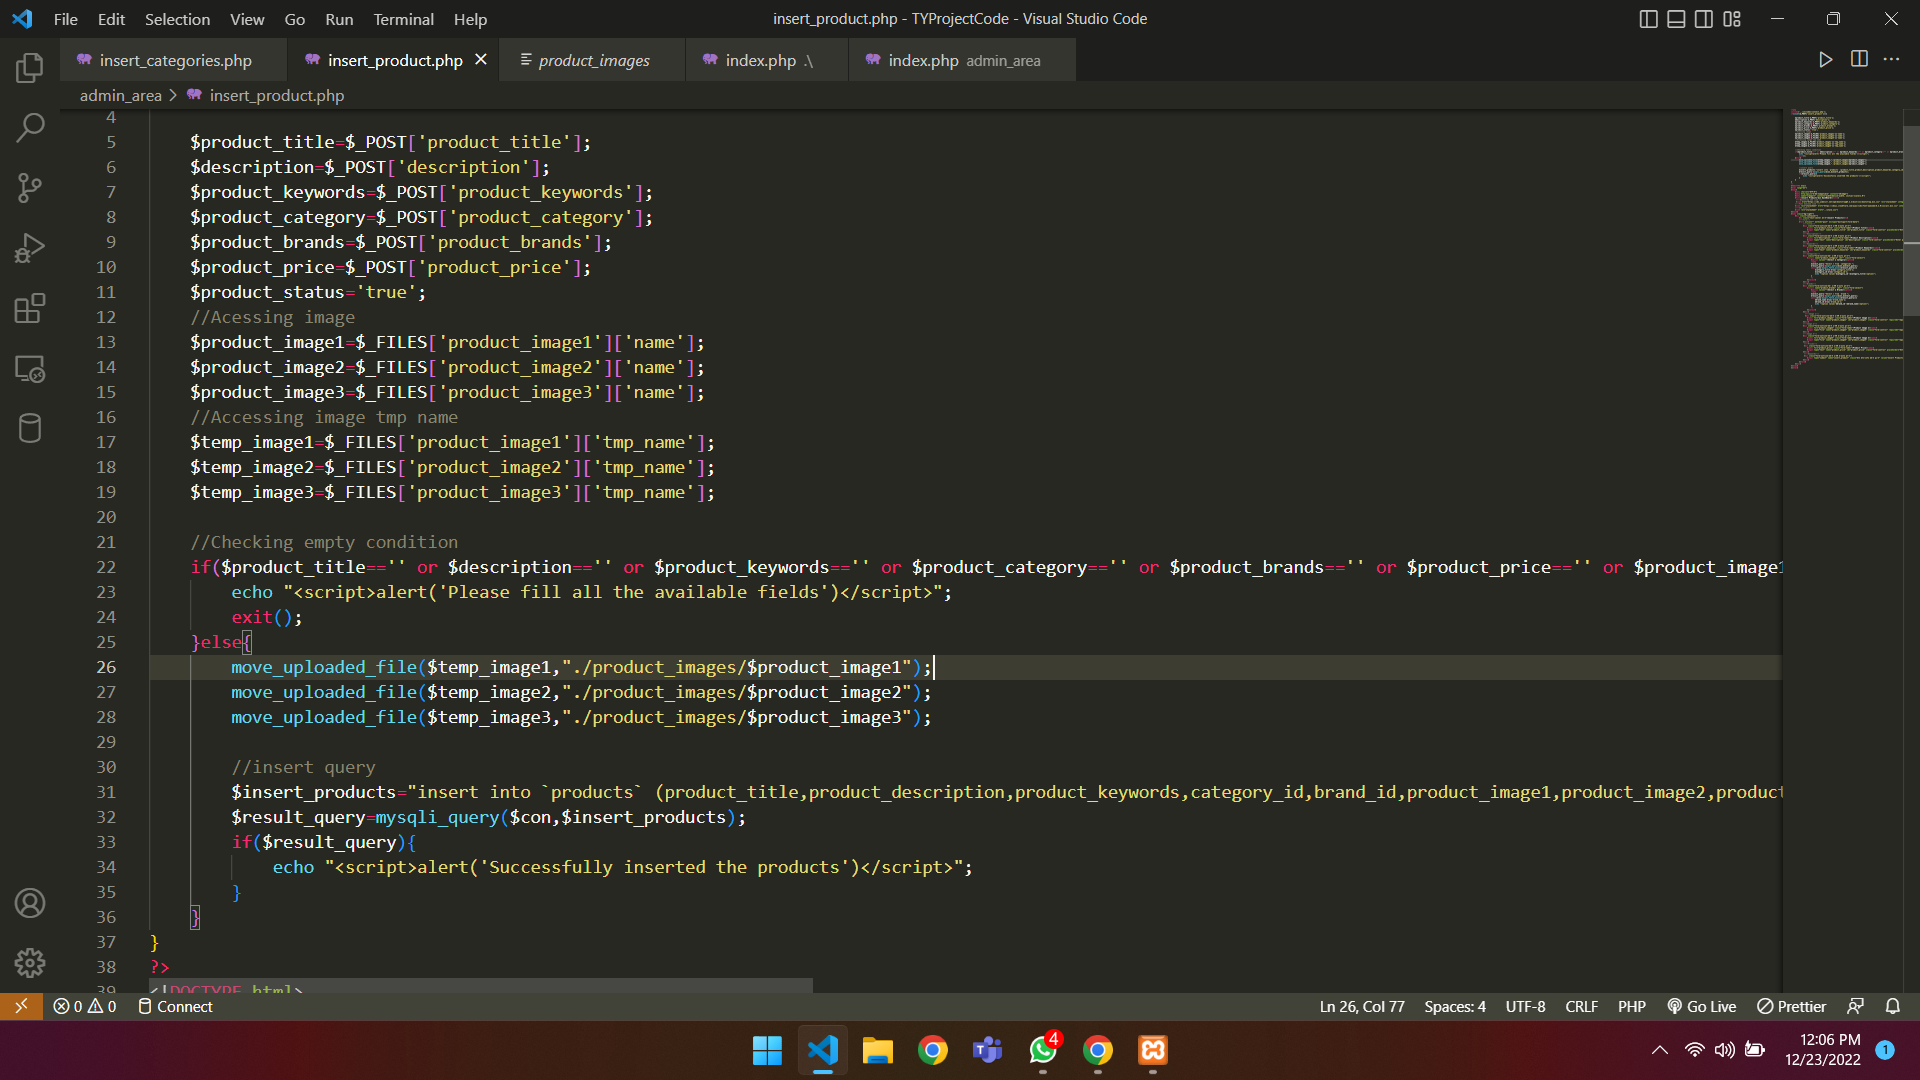 File Edit Selection View Go Run Terminal Help
insert_product.php - TYProjectCode - Visual Studio Code
insert_categories.php
insert_product.php
product_images
index.php .\
index.php admin_area
admin_area > insert_product.php
4
5 $product_title=$_POST['product_title'];
6 $description=$_POST['description'];
7 $product_keywords=$_POST['product_keywords'];
8 $product_category=$_POST['product_category'];
9 $product_brands=$_POST['product_brands'];
10 $product_price=$_POST['product_price'];
11 $product_status='true';
12 //Acessing image
13 $product_image1=$_FILES['product_image1']['name'];
14 $product_image2=$_FILES['product_image2']['name'];
15 $product_image3=$_FILES['product_image3']['name'];
16 //Accessing image tmp name
17 $temp_image1=$_FILES['product_image1']['tmp_name'];
18 $temp_image2=$_FILES['product_image2']['tmp_name'];
19 $temp_image3=$_FILES['product_image3']['tmp_name'];
20
21 //Checking empty condition
22 if($product_title=='' or $description=='' or $product_keywords=='' or $product_category=='' or $product_brands=='' or $product_price=='' or $product_image1
23 echo "<script>alert('Please fill all the available fields')</script>";
24 exit();
25 }else{
26 move_uploaded_file($temp_image1,"./product_images/$product_image1");
27 move_uploaded_file($temp_image2,"./product_images/$product_image2");
28 move_uploaded_file($temp_image3,"./product_images/$product_image3");
29
30 //insert query
31 $insert_products="insert into `products` (product_title,product_description,product_keywords,category_id,brand_id,product_image1,product_image2,product
32 $result_query=mysqli_query($con,$insert_products);
33 if($result_query){
34 echo "<script>alert('Successfully inserted the products')</script>";
35 }
36 }
37 }
38 ?>
39 <!DOCTYPE html>
0 0 Connect
Ln 26, Col 77 Spaces: 4 UTF-8 CRLF PHP Go Live Prettier
4
12:06 PM
12/23/2022
1